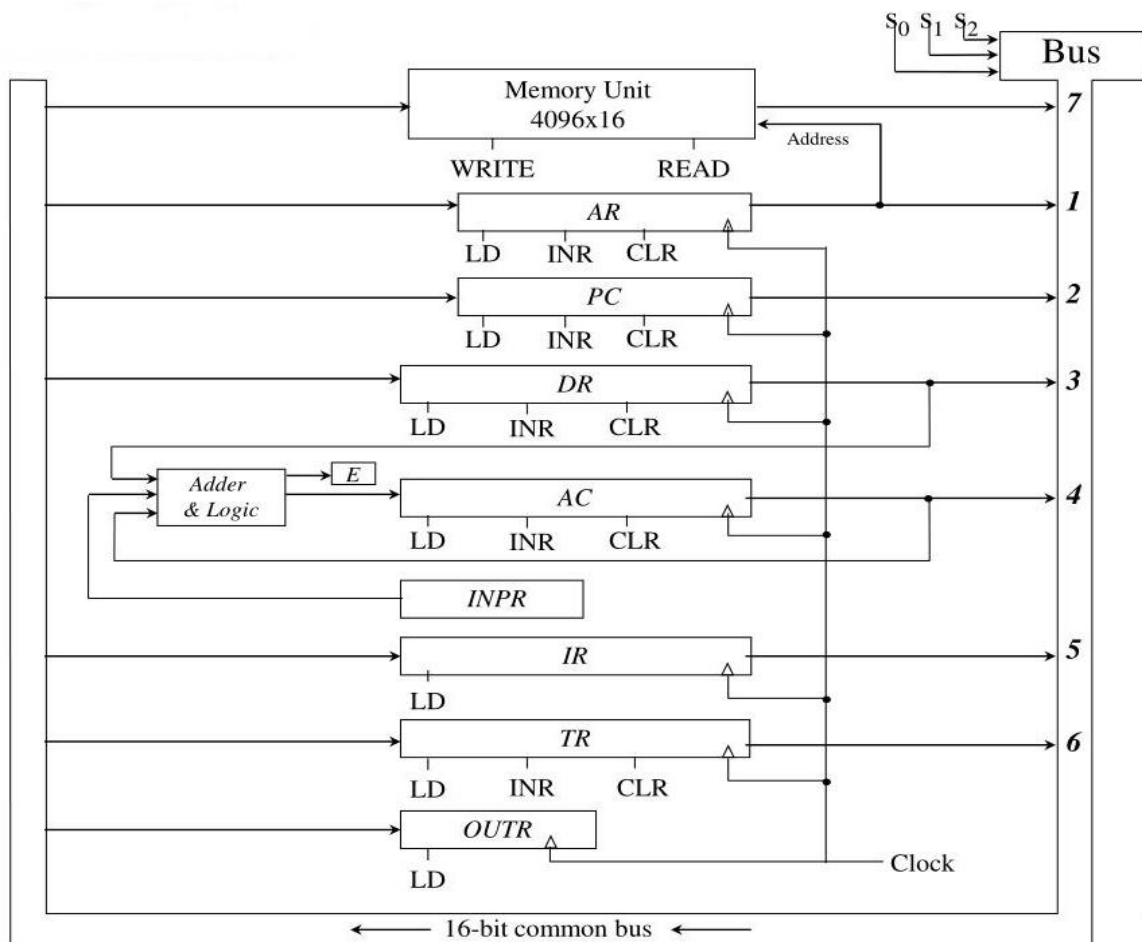 S0 S1 S2
Bus
Memory Unit
4096x16
7
Address
WRITE READ
AR
1
LD INR CLR
PC
2
LD INR CLR
DR
3
LD INR CLR
Adder
& Logic
E
AC
4
LD INR CLR
INPR
IR
5
LD
TR
6
LD INR CLR
OUTR
LD
Clock
16-bit common bus